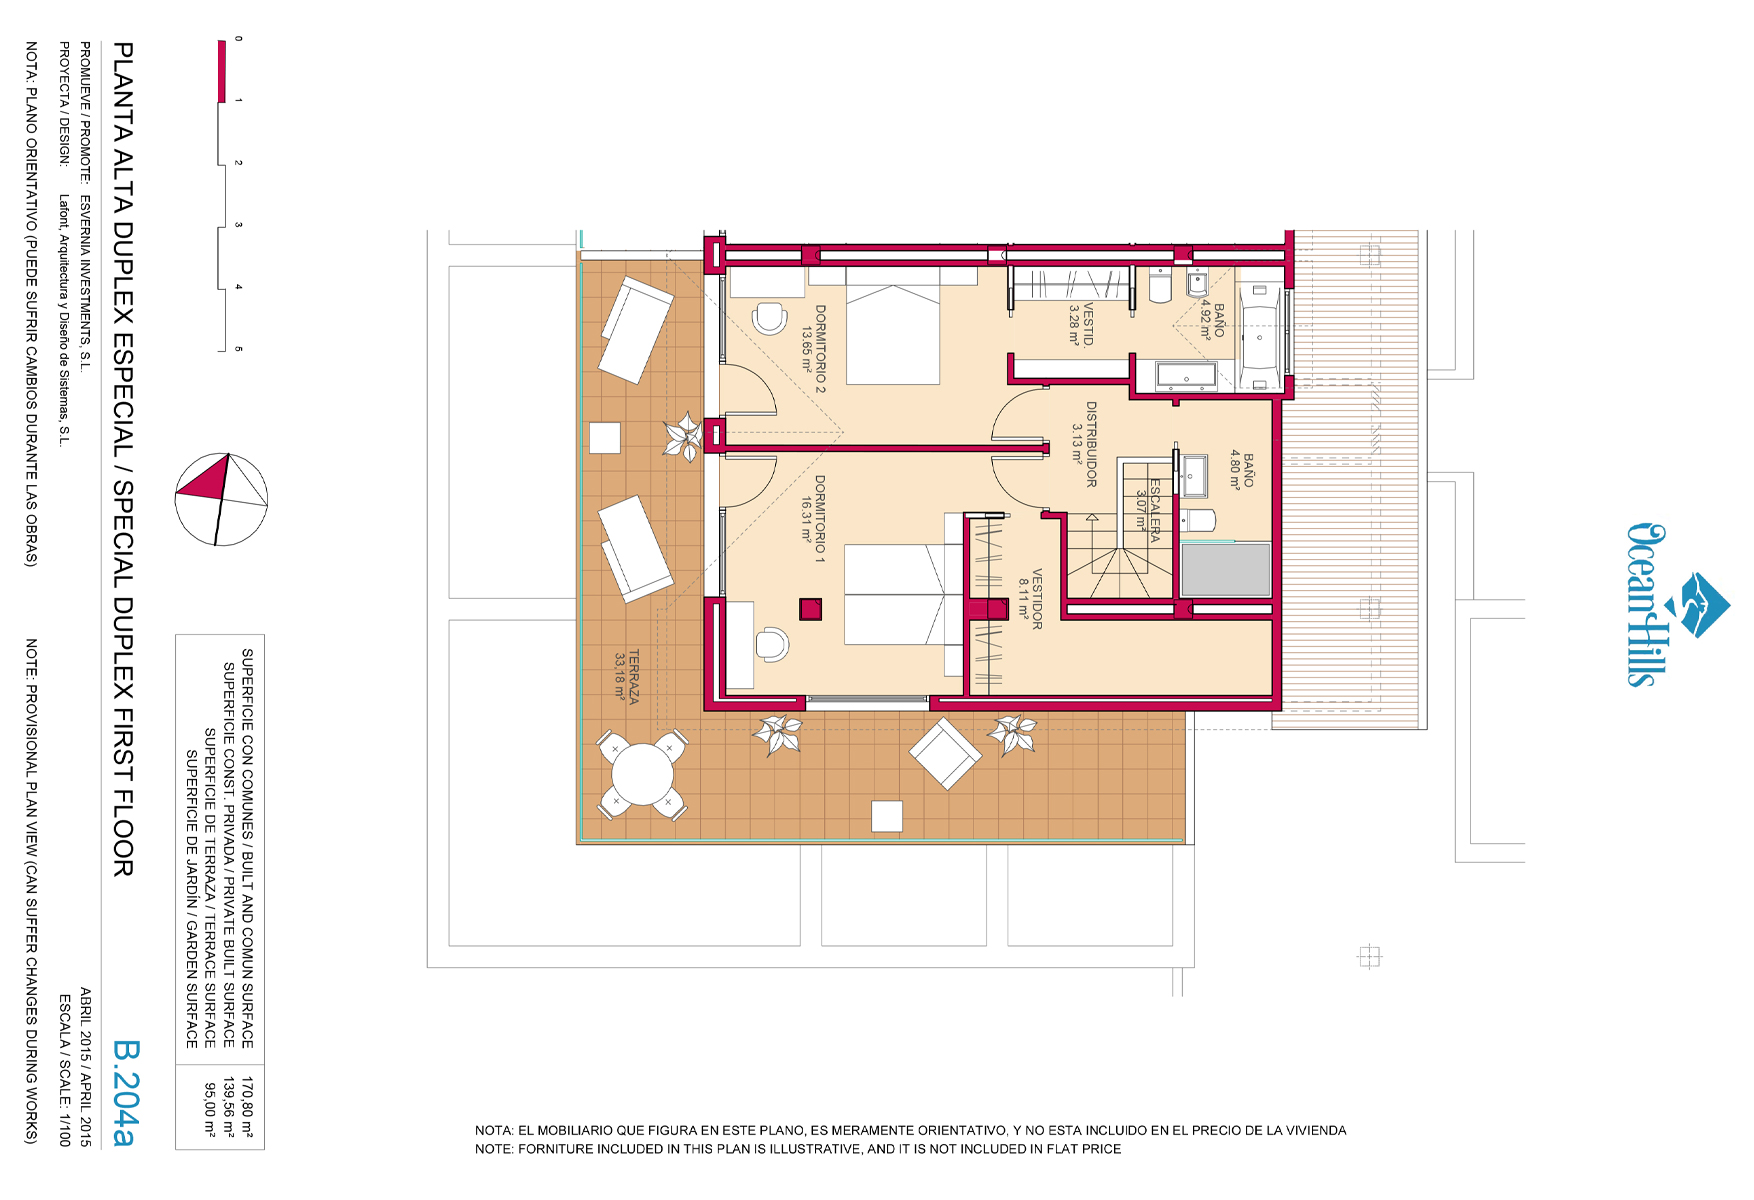 OceanHills
DORMITORIO 2
13.65 m²
VESTID.
3.28 m²
BAÑO
4.92 m²
DISTRIBUIDOR
3.13 m²
BAÑO
4.80 m²
ESCALERA
3.07 m²
DORMITORIO 1
16.31 m²
VESTIDOR
8.11 m²
TERRAZA
33,18 m²
0
1
2
3
4
5
SUPERFICIE CON COMUNES / BUILT AND COMUN SURFACE 170,80 m²
SUPERFICIE CONST. PRIVADA / PRIVATE BUILT SURFACE 139,56 m²
SUPERFICIE DE TERRAZA / TERRACE SURFACE 95,00 m²
SUPERFICIE DE JARDÍN / GARDEN SURFACE
PLANTA ALTA DUPLEX ESPECIAL / SPECIAL DUPLEX FIRST FLOOR B.204a
PROMUEVE / PROMOTE: ESVERNIA INVESTMENTS, S.L. ABRIL 2015 / APRIL 2015
PROYECTA / DESIGN: Lafont, Arquitectura y Diseño de Sistemas, S.L. ESCALA / SCALE: 1/100
NOTA: PLANO ORIENTATIVO (PUEDE SUFRIR CAMBIOS DURANTE LAS OBRAS) NOTE: PROVISIONAL PLAN VIEW (CAN SUFFER CHANGES DURING WORKS)
NOTA: EL MOBILIARIO QUE FIGURA EN ESTE PLANO, ES MERAMENTE ORIENTATIVO, Y NO ESTA INCLUIDO EN EL PRECIO DE LA VIVIENDA
NOTE: FORNITURE INCLUDED IN THIS PLAN IS ILLUSTRATIVE, AND IT IS NOT INCLUDED IN FLAT PRICE